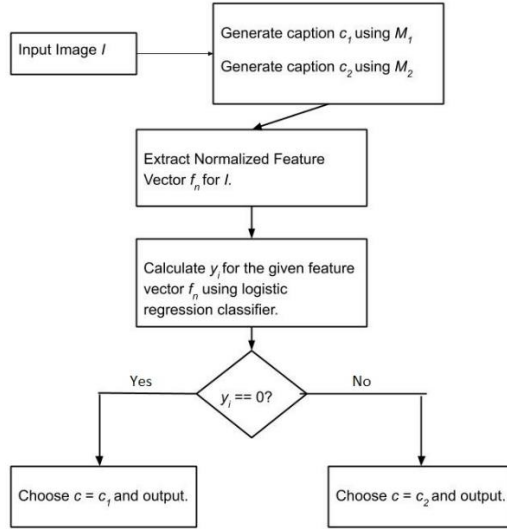 Input Image I
Generate caption c₁ using M₁
Generate caption c₂ using M₂
Extract Normalized Feature
Vector fₙ for I.
Calculate yᵢ for the given feature
vector fₙ using logistic
regression classifier.
yᵢ == 0?
Yes
No
Choose c = c₁ and output.
Choose c = c₂ and output.